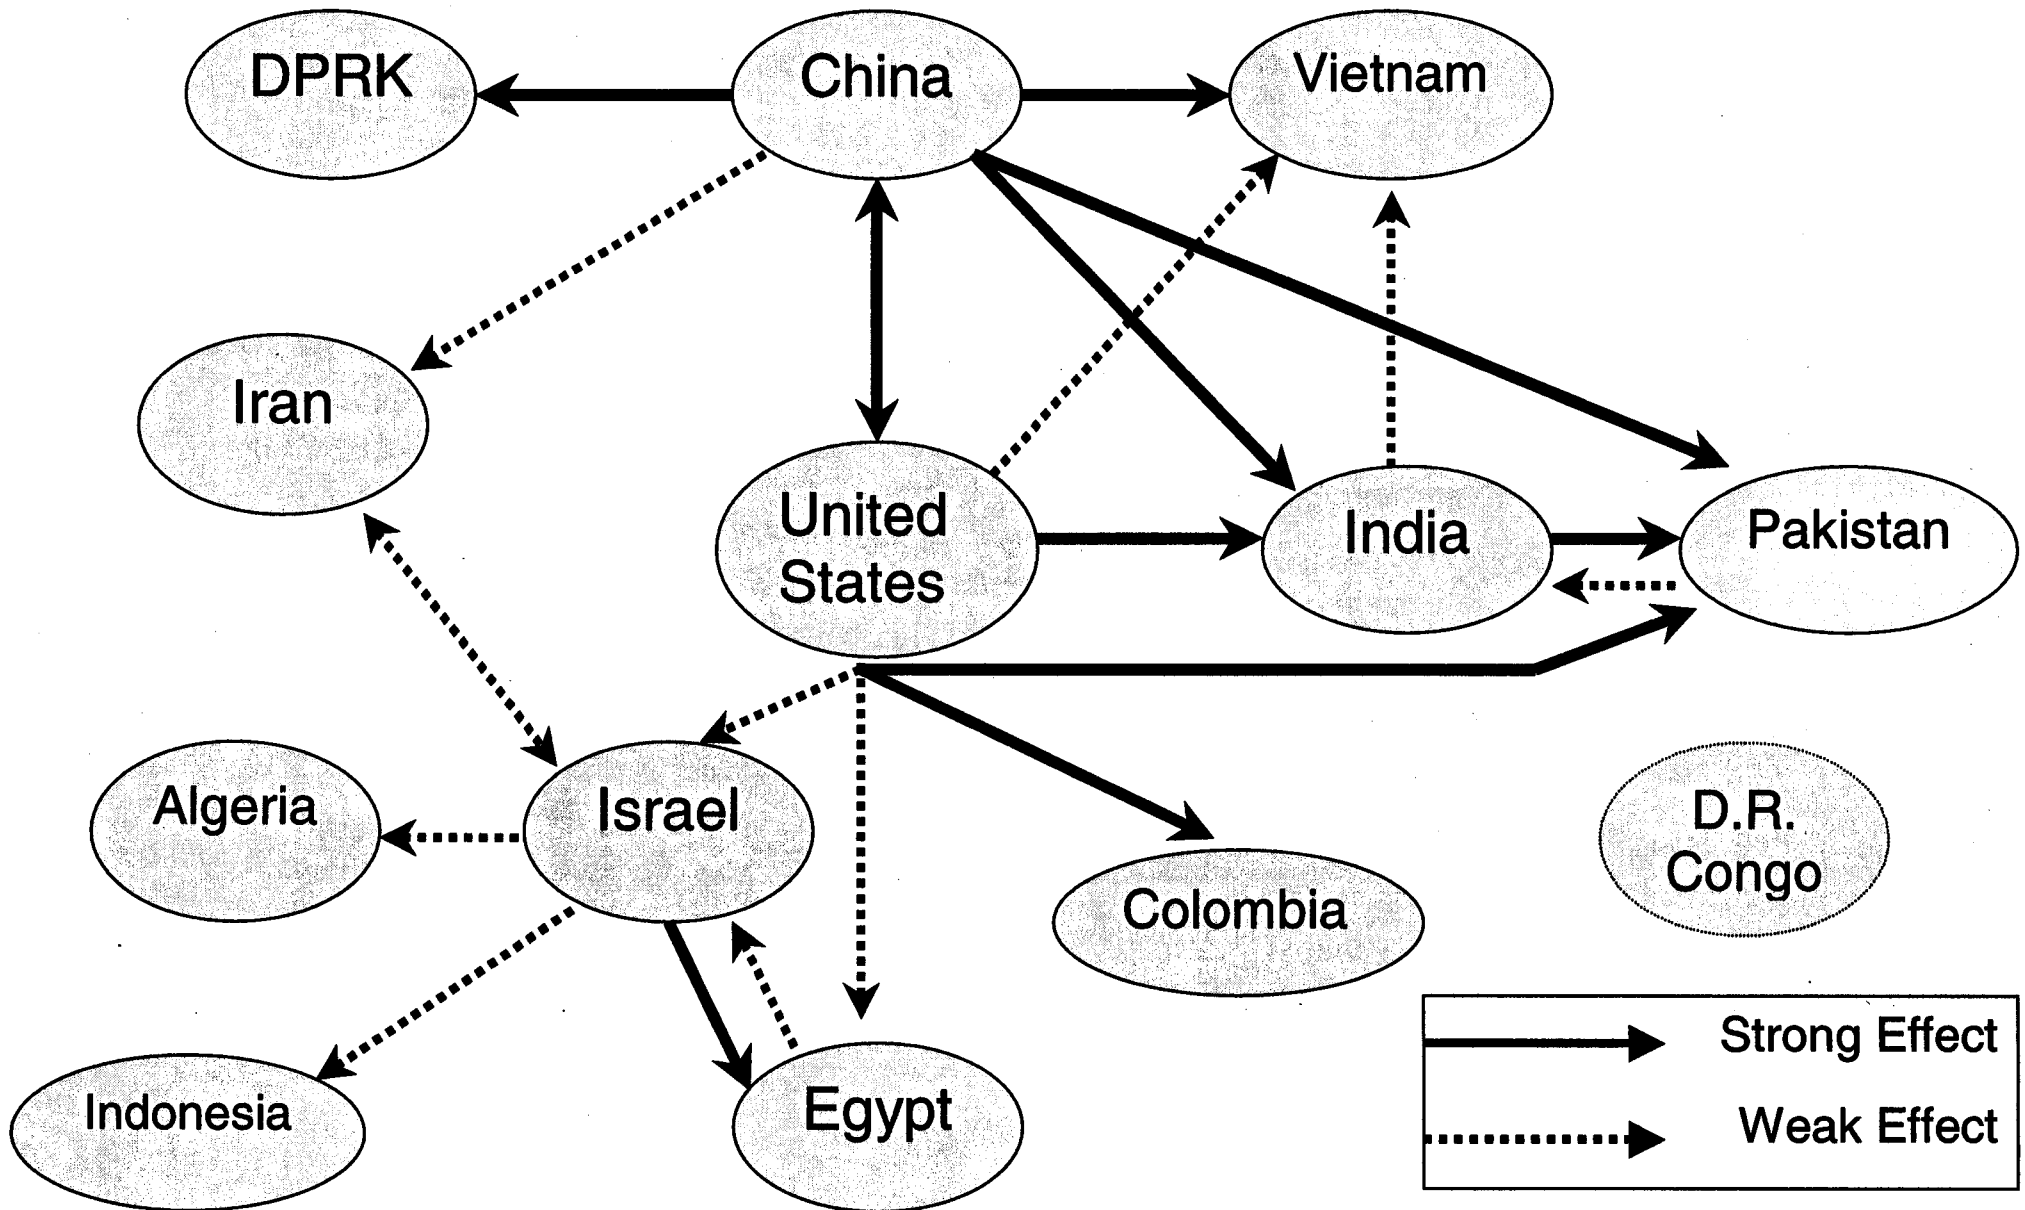 DPRK
China
Vietnam
Iran
United
States
India
Pakistan
Algeria
Israel
D.R.
Congo
Colombia
Indonesia
Egypt
Strong Effect
Weak Effect